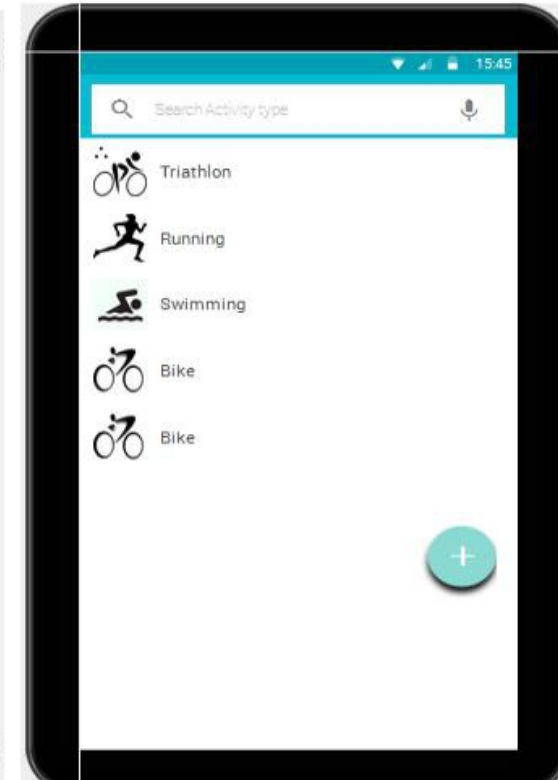 15:45
Search Activity type
Triathlon
Running
Swimming
Bike
Bike